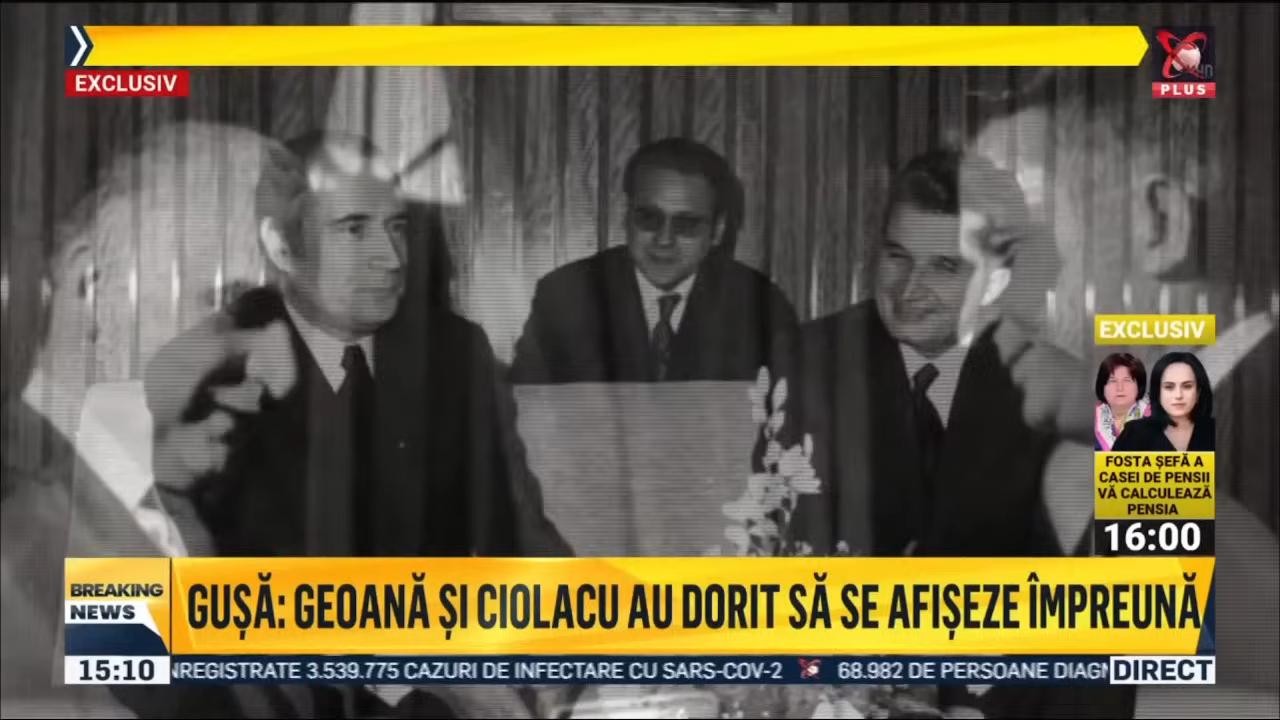 EXCLUSIV
PLUS
EXCLUSIV
FOSTA ȘEFĂ A
CASEI DE PENSII
VĂ CALCULEAZĂ
PENSIA
16:00
BREAKING
NEWS
GUȘĂ: GEOANĂ ȘI CIOLACU AU DORIT SĂ SE AFIȘEZE ÎMPREUNĂ
15:10
NREGISTRATE 3.539.775 CAZURI DE INFECTARE CU SARS-COV-2 68.982 DE PERSOANE DIAGN
DIRECT